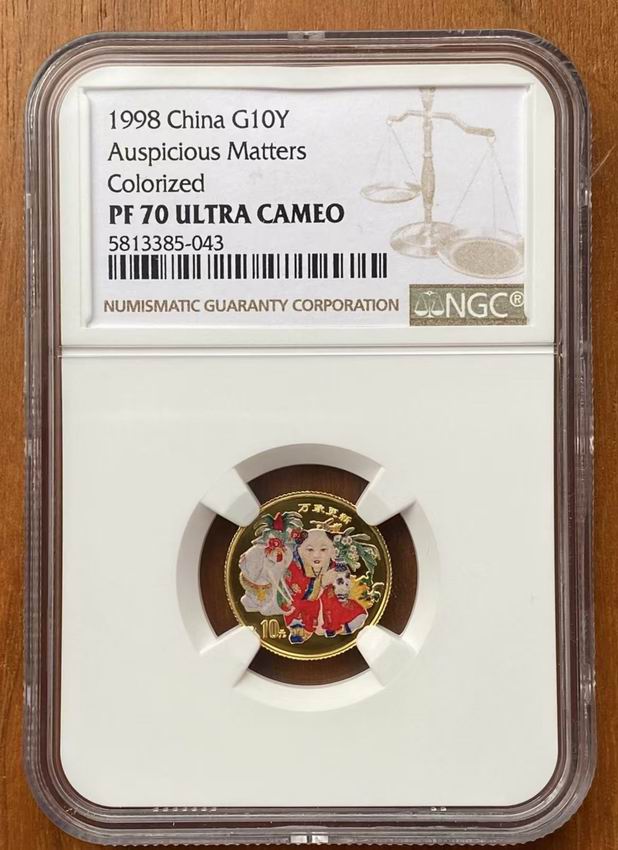 1998 China G10Y
Auspicious Matters
Colorized
PF 70 ULTRA CAMEO
5813385-043
NUMISMATIC GUARANTY CORPORATION
NGC®
万象更新
10元